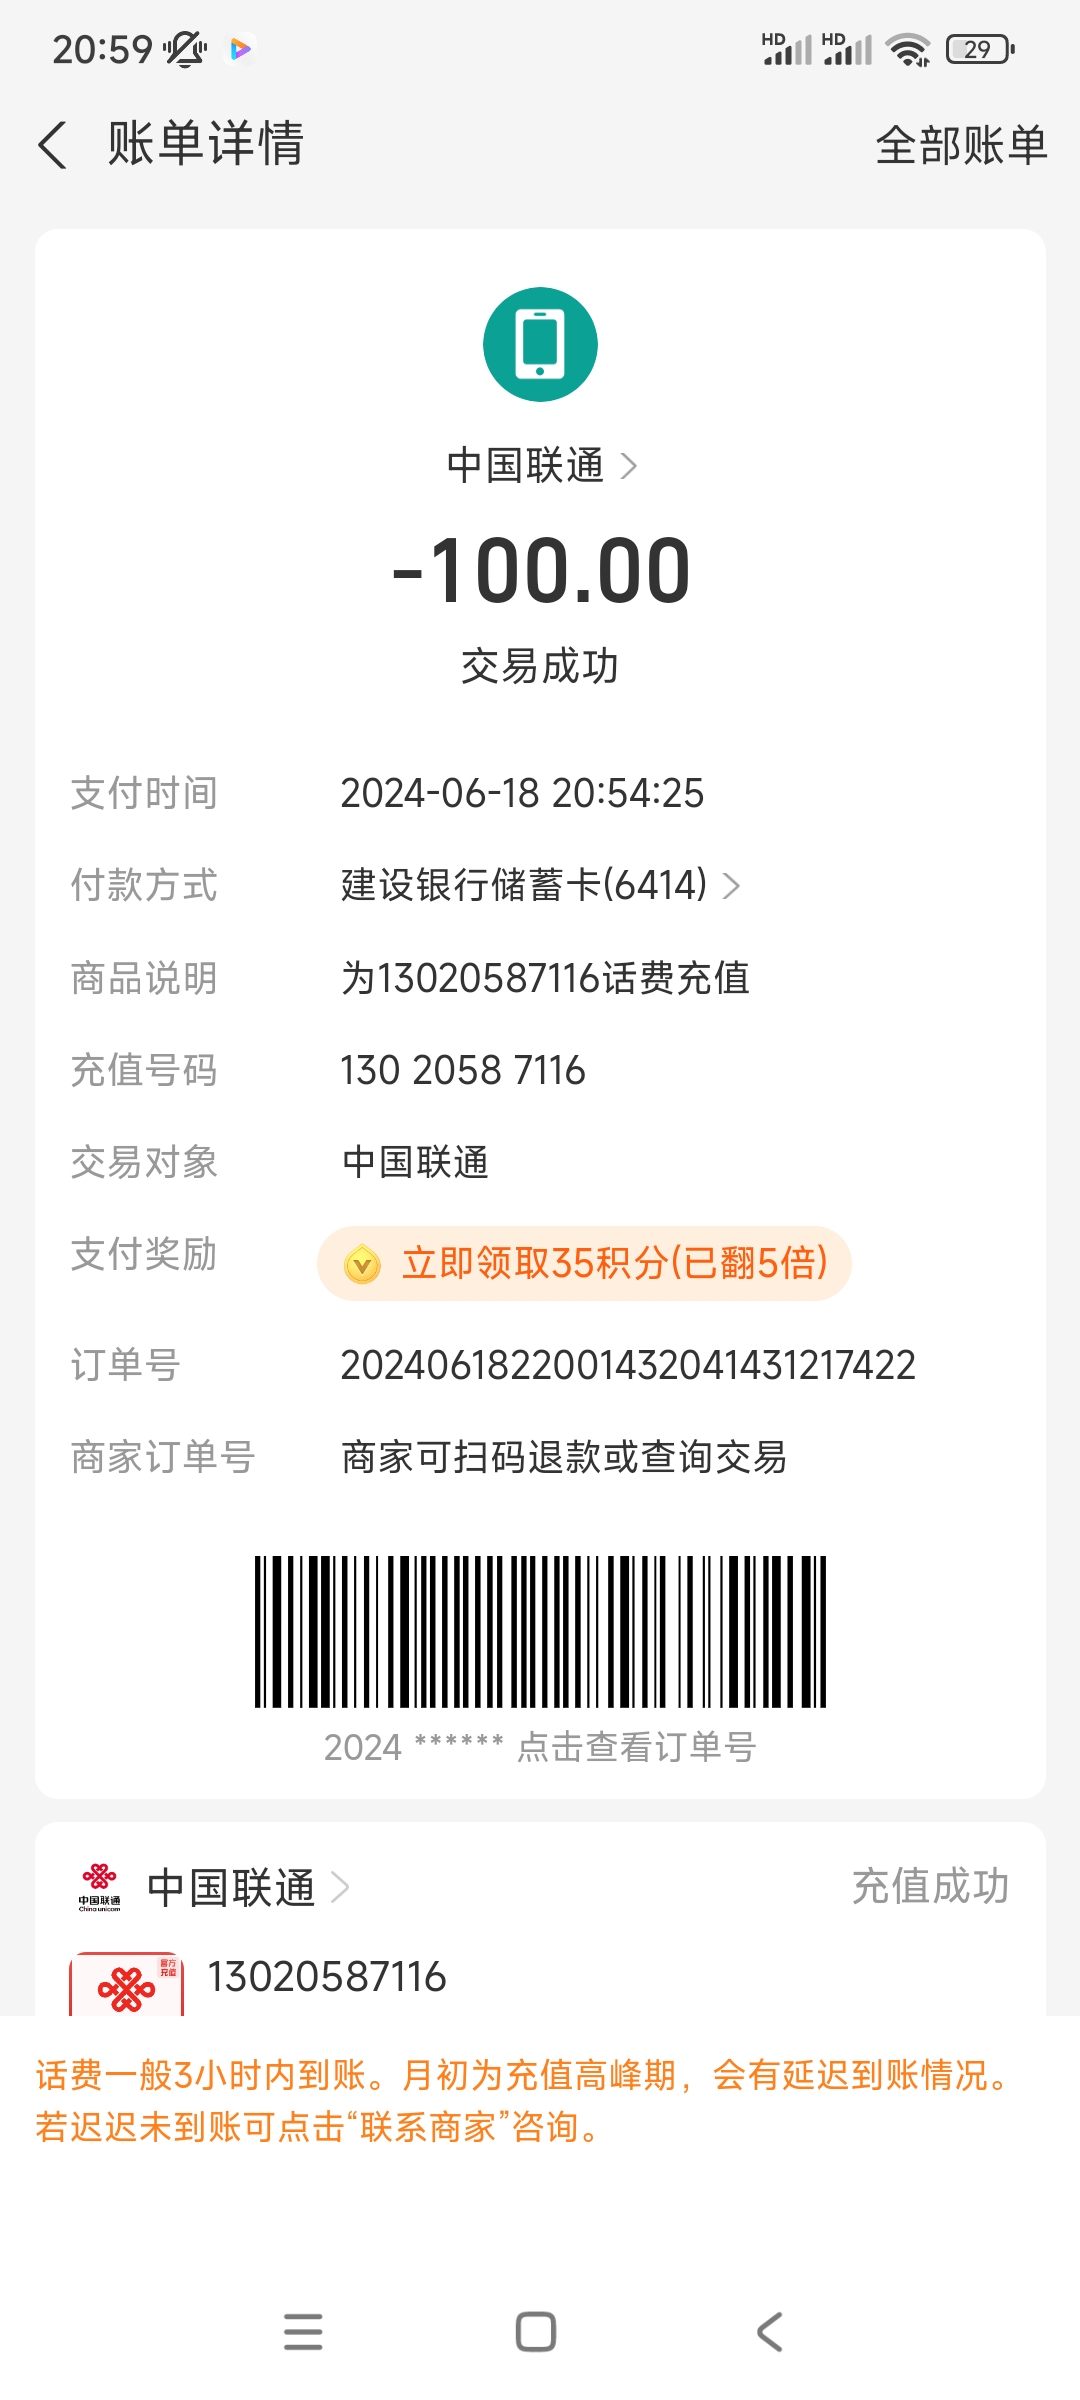 20:59
HD HD 29
账单详情 全部账单
中国联通
-100.00
交易成功
支付时间 2024-06-18 20:54:25
付款方式 建设银行储蓄卡(6414)
商品说明 为13020587116话费充值
充值号码 130 2058 7116
交易对象 中国联通
支付奖励 立即领取35积分(已翻5倍)
订单号 2024061822001432041431217422
商家订单号 商家可扫码退款或查询交易
2024 ****** 点击查看订单号
中国联通
China unicom
中国联通 充值成功
官方
充值
13020587116
话费一般3小时内到账。月初为充值高峰期，会有延迟到账情况。
若迟迟未到账可点击“联系商家”咨询。